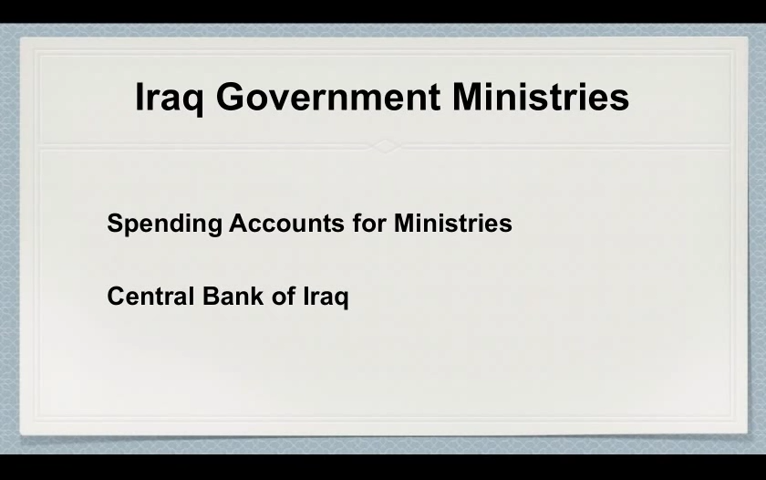 Iraq Government Ministries
Spending Accounts for Ministries
Central Bank of Iraq